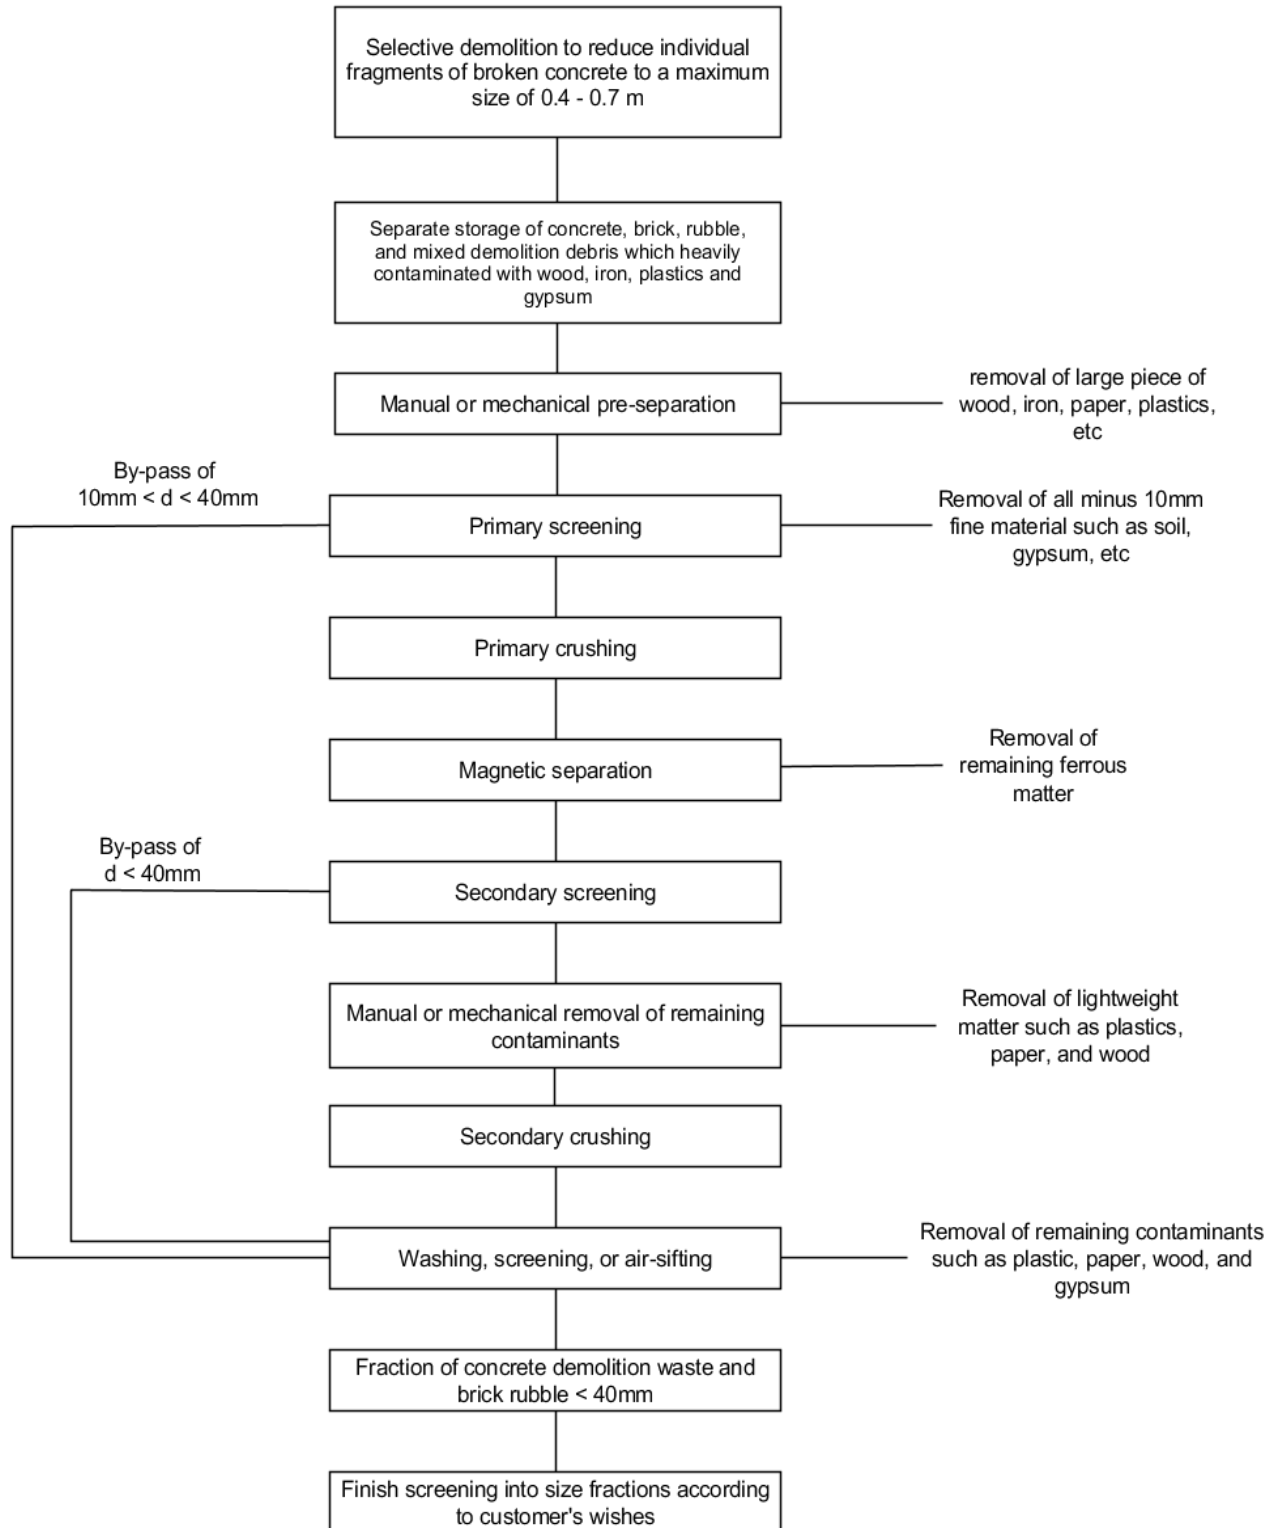 Selective demolition to reduce individual
fragments of broken concrete to a maximum
size of 0.4 - 0.7 m
Separate storage of concrete, brick, rubble,
and mixed demolition debris which heavily
contaminated with wood, iron, plastics and
gypsum
Manual or mechanical pre-separation
removal of large piece of
wood, iron, paper, plastics,
etc
By-pass of
10mm < d < 40mm
Primary screening
Removal of all minus 10mm
fine material such as soil,
gypsum, etc
Primary crushing
Magnetic separation
Removal of
remaining ferrous
matter
By-pass of
d < 40mm
Secondary screening
Manual or mechanical removal of remaining
contaminants
Removal of lightweight
matter such as plastics,
paper, and wood
Secondary crushing
Washing, screening, or air-sifting
Removal of remaining contaminants
such as plastic, paper, wood, and
gypsum
Fraction of concrete demolition waste and
brick rubble < 40mm
Finish screening into size fractions according
to customer's wishes